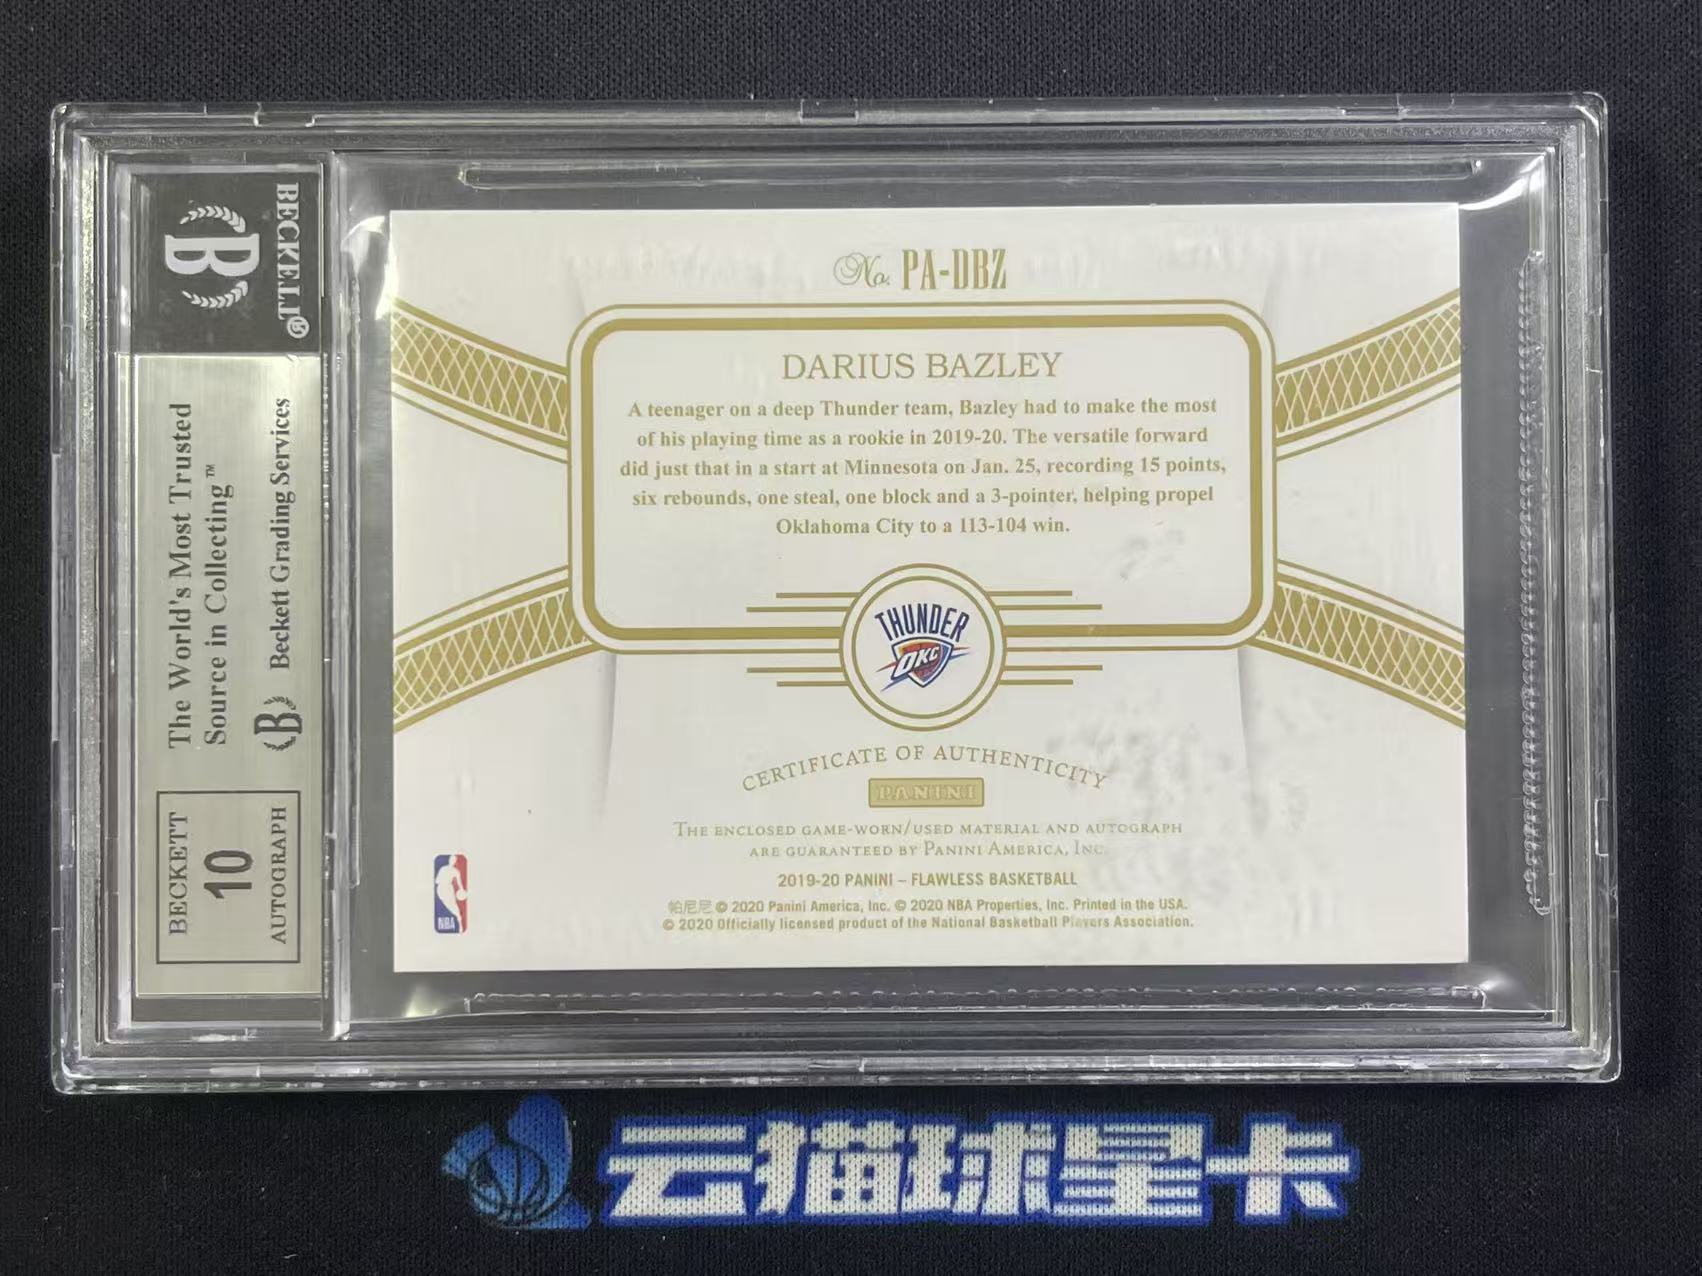 BECKETT®
B
The World's Most Trusted
Source in Collecting™
B Beckett Grading Services
BECKETT
10
AUTOGRAPH
No. PA-DBZ
DARIUS BAZLEY
A teenager on a deep Thunder team, Bazley had to make the most
of his playing time as a rookie in 2019-20. The versatile forward
did just that in a start at Minnesota on Jan. 25, recording 15 points,
six rebounds, one steal, one block and a 3-pointer, helping propel
Oklahoma City to a 113-104 win.
THUNDER
OKC
CERTIFICATE OF AUTHENTICITY
PANINI
THE ENCLOSED GAME-WORN/USED MATERIAL AND AUTOGRAPH
ARE GUARANTEED BY PANINI AMERICA, INC.
2019-20 PANINI – FLAWLESS BASKETBALL
帕尼尼 © 2020 Panini America, Inc. © 2020 NBA Properties, Inc. Printed in the USA.
© 2020 Officially licensed product of the National Basketball Players Association.
NBA
云猫球星卡